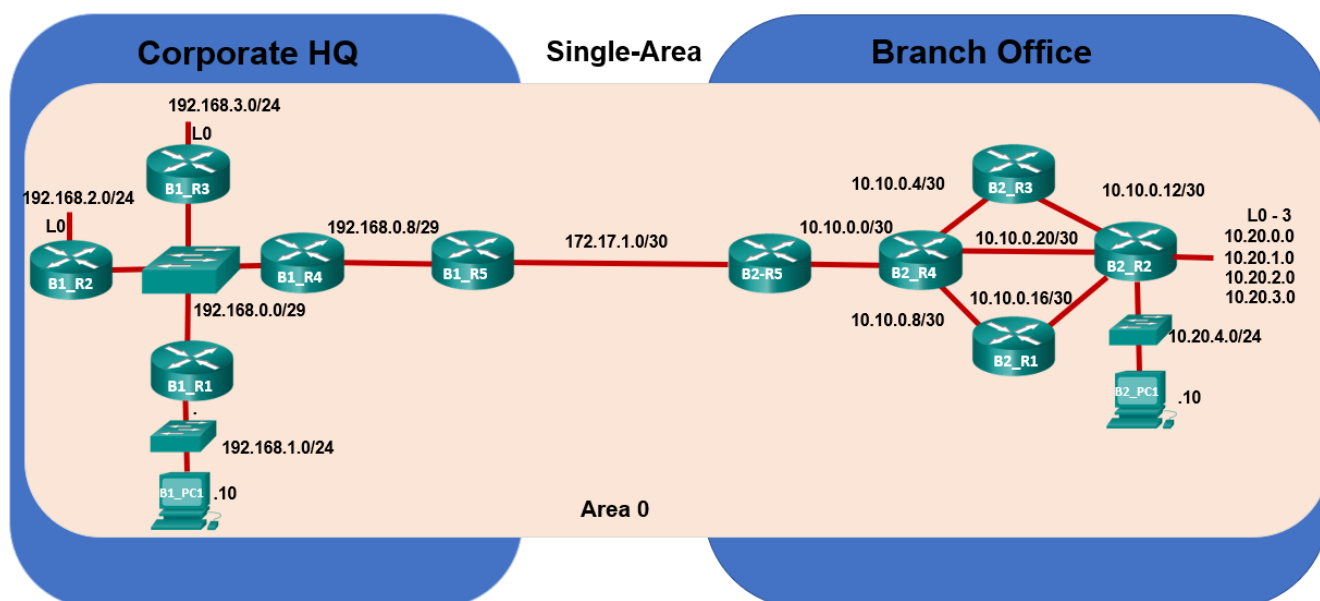 Corporate HQ
Single-Area
Branch Office
192.168.3.0/24
L0
B1_R3
192.168.2.0/24
L0
B1_R2
192.168.0.8/29
B1_R4
B1_R5
192.168.0.0/29
B1_R1
.
192.168.1.0/24
B1_PC1
.10
172.17.1.0/30
B2-R5
10.10.0.0/30
B2_R4
10.10.0.4/30
B2_R3
10.10.0.12/30
10.10.0.20/30
B2_R2
L0 - 3
10.20.0.0
10.20.1.0
10.20.2.0
10.20.3.0
10.10.0.16/30
10.10.0.8/30
B2_R1
10.20.4.0/24
B2_PC1
.10
Area 0